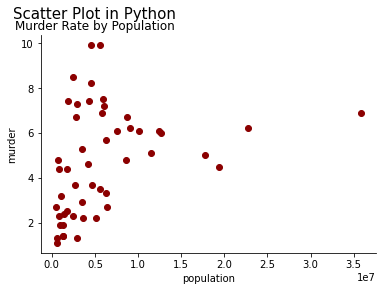 Scatter Plot in Python
Murder Rate by Population
10
8
6
4
2
murder
0.0 0.5 1.0 1.5 2.0 2.5 3.0 3.5
1e7
population